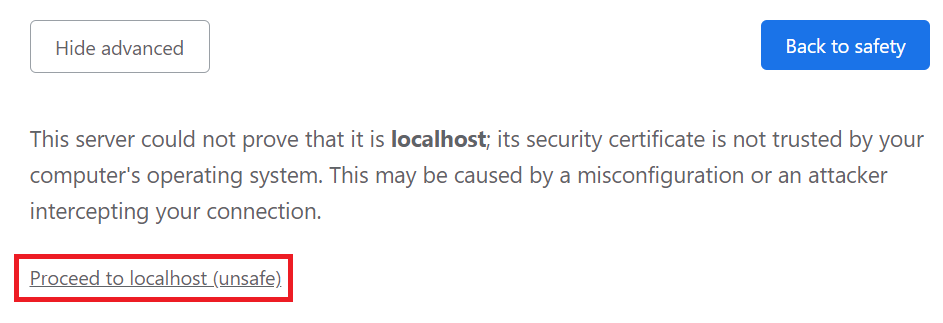 Hide advanced
Back to safety
This server could not prove that it is localhost; its security certificate is not trusted by your
computer's operating system. This may be caused by a misconfiguration or an attacker
intercepting your connection.
Proceed to localhost (unsafe)